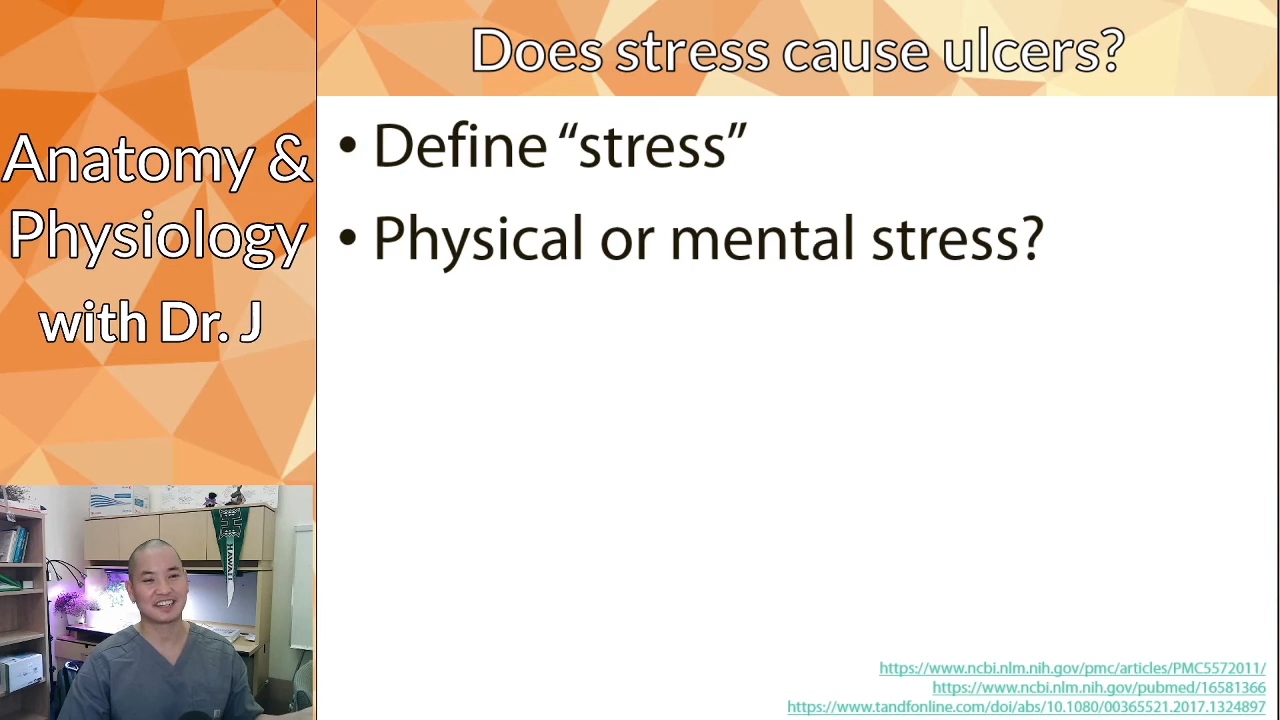 Does stress cause ulcers?
Anatomy &
Physiology
with Dr. J
• Define “stress”
• Physical or mental stress?
H
HAWAII
https://www.ncbi.nlm.nih.gov/pmc/articles/PMC5572011/
https://www.ncbi.nlm.nih.gov/pubmed/16581366
https://www.tandfonline.com/doi/abs/10.1080/00365521.2017.1324897